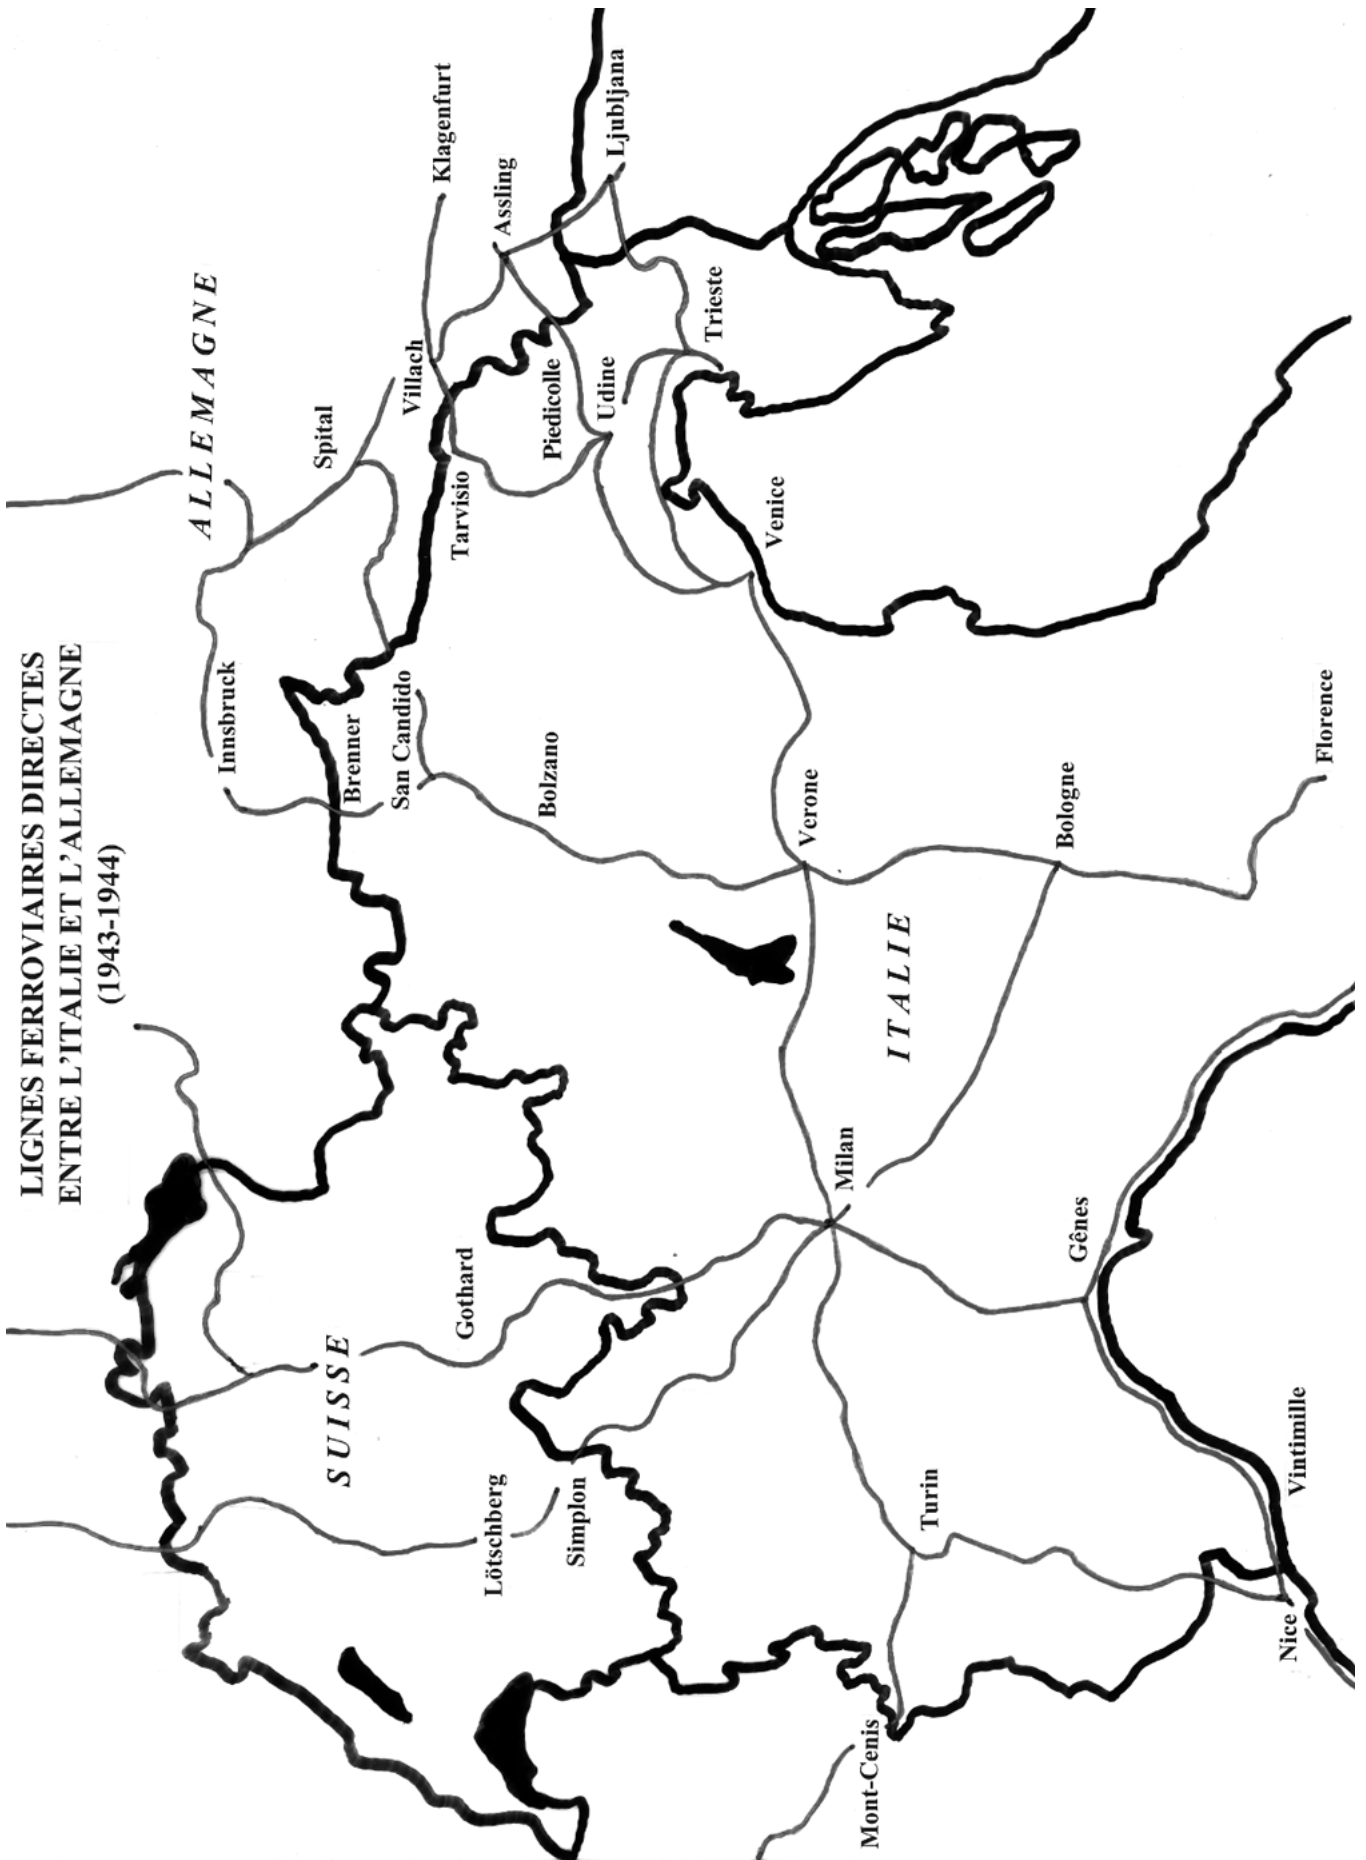 LIGNES FERROVIAIRES DIRECTES
ENTRE L'ITALIE ET L'ALLEMAGNE
(1943-1944)
ALLEMAGNE
SUISSE
ITALIE
Innsbruck
Spital
Klagenfurt
Villach
Assling
Ljubljana
Brenner
San Candido
Tarvisio
Piedicolle
Udine
Trieste
Gothard
Bolzano
Venice
Lötschberg
Simplon
Milan
Verone
Mont-Cenis
Turin
Gênes
Bologne
Nice
Vintimille
Florence